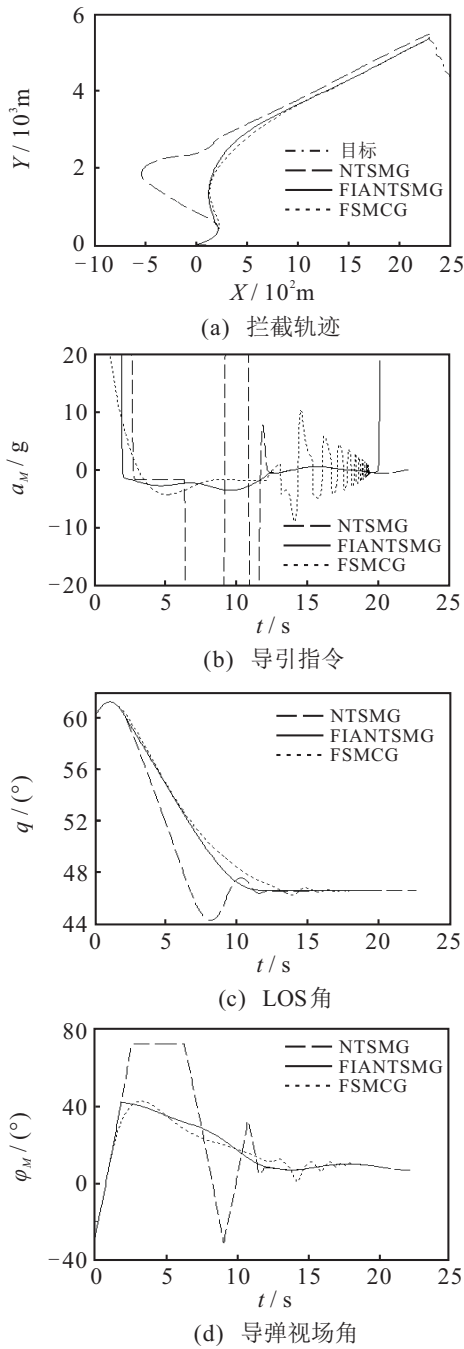 6
4
2
0
Y / 10³m
目标
NTSMG
FIANTSMG
FSMCG
−10 −5 0 5 10 15 20 25
X / 10²m
(a) 拦截轨迹
20
10
0
−10
−20
a_M / g
NTSMG
FIANTSMG
FSMCG
0 5 10 15 20 25
t / s
(b) 导引指令
60
56
52
48
44
q / (°)
NTSMG
FIANTSMG
FSMCG
0 5 10 15 20 25
t / s
(c) LOS角
80
40
0
−40
φ_M / (°)
NTSMG
FIANTSMG
FSMCG
0 5 10 15 20 25
t / s
(d) 导弹视场角